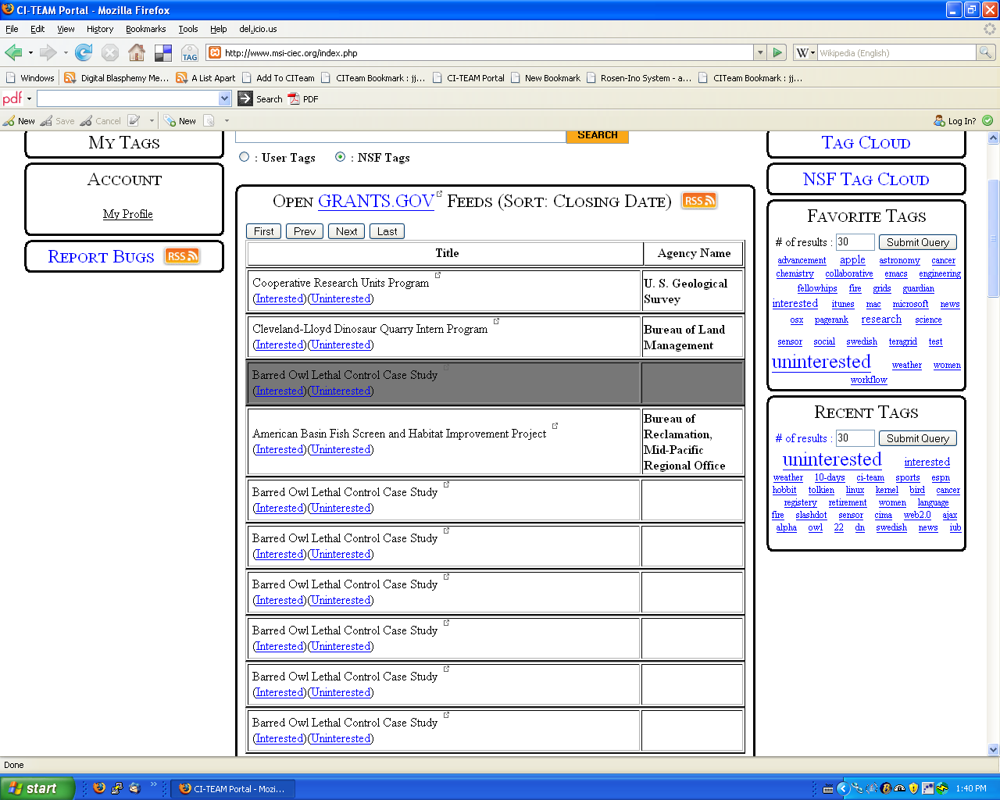 CI-TEAM Portal - Mozilla Firefox
File Edit View History Bookmarks Tools Help del.icio.us
TAG http://www.msi-ciec.org/index.php W Wikipedia (English)
Windows Digital Blasphemy Me... A List Apart Add To CITeam CITeam Bookmark : jj... CI-TEAM Portal New Bookmark Rosen-Ino System - a... CITeam Bookmark : jj...
pdf Search PDF
New Save Cancel New Log In?
My Tags
Account
My Profile
Report Bugs RSS
SEARCH
: User Tags : NSF Tags
Open GRANTS.GOV Feeds (Sort: Closing Date) RSS
First Prev Next Last
Title Agency Name
Cooperative Research Units Program
(Interested)(Uninterested)
U. S. Geological
Survey
Cleveland-Lloyd Dinosaur Quarry Intern Program
(Interested)(Uninterested)
Bureau of Land
Management
Barred Owl Lethal Control Case Study
(Interested)(Uninterested)
American Basin Fish Screen and Habitat Improvement Project
(Interested)(Uninterested)
Bureau of
Reclamation,
Mid-Pacific
Regional Office
Barred Owl Lethal Control Case Study
(Interested)(Uninterested)
Barred Owl Lethal Control Case Study
(Interested)(Uninterested)
Barred Owl Lethal Control Case Study
(Interested)(Uninterested)
Barred Owl Lethal Control Case Study
(Interested)(Uninterested)
Barred Owl Lethal Control Case Study
(Interested)(Uninterested)
Barred Owl Lethal Control Case Study
(Interested)(Uninterested)
Tag Cloud
NSF Tag Cloud
Favorite Tags
# of results : 30 Submit Query
advancement apple astronomy cancer
chemistry collaborative emacs engineering
fellowhips fire grids guardian
interested itunes mac microsoft news
osx pagerank research science
sensor social swedish teragrid test
uninterested weather women
workflow
Recent Tags
# of results : 30 Submit Query
uninterested interested
weather 10-days ci-team sports espn
hobbit tolkien linux kernel bird cancer
registery retirement women language
fire slashdot sensor cima web2.0 ajax
alpha owl 22 dn swedish news iub
Done
start CI-TEAM Portal - Mozi... 1:40 PM